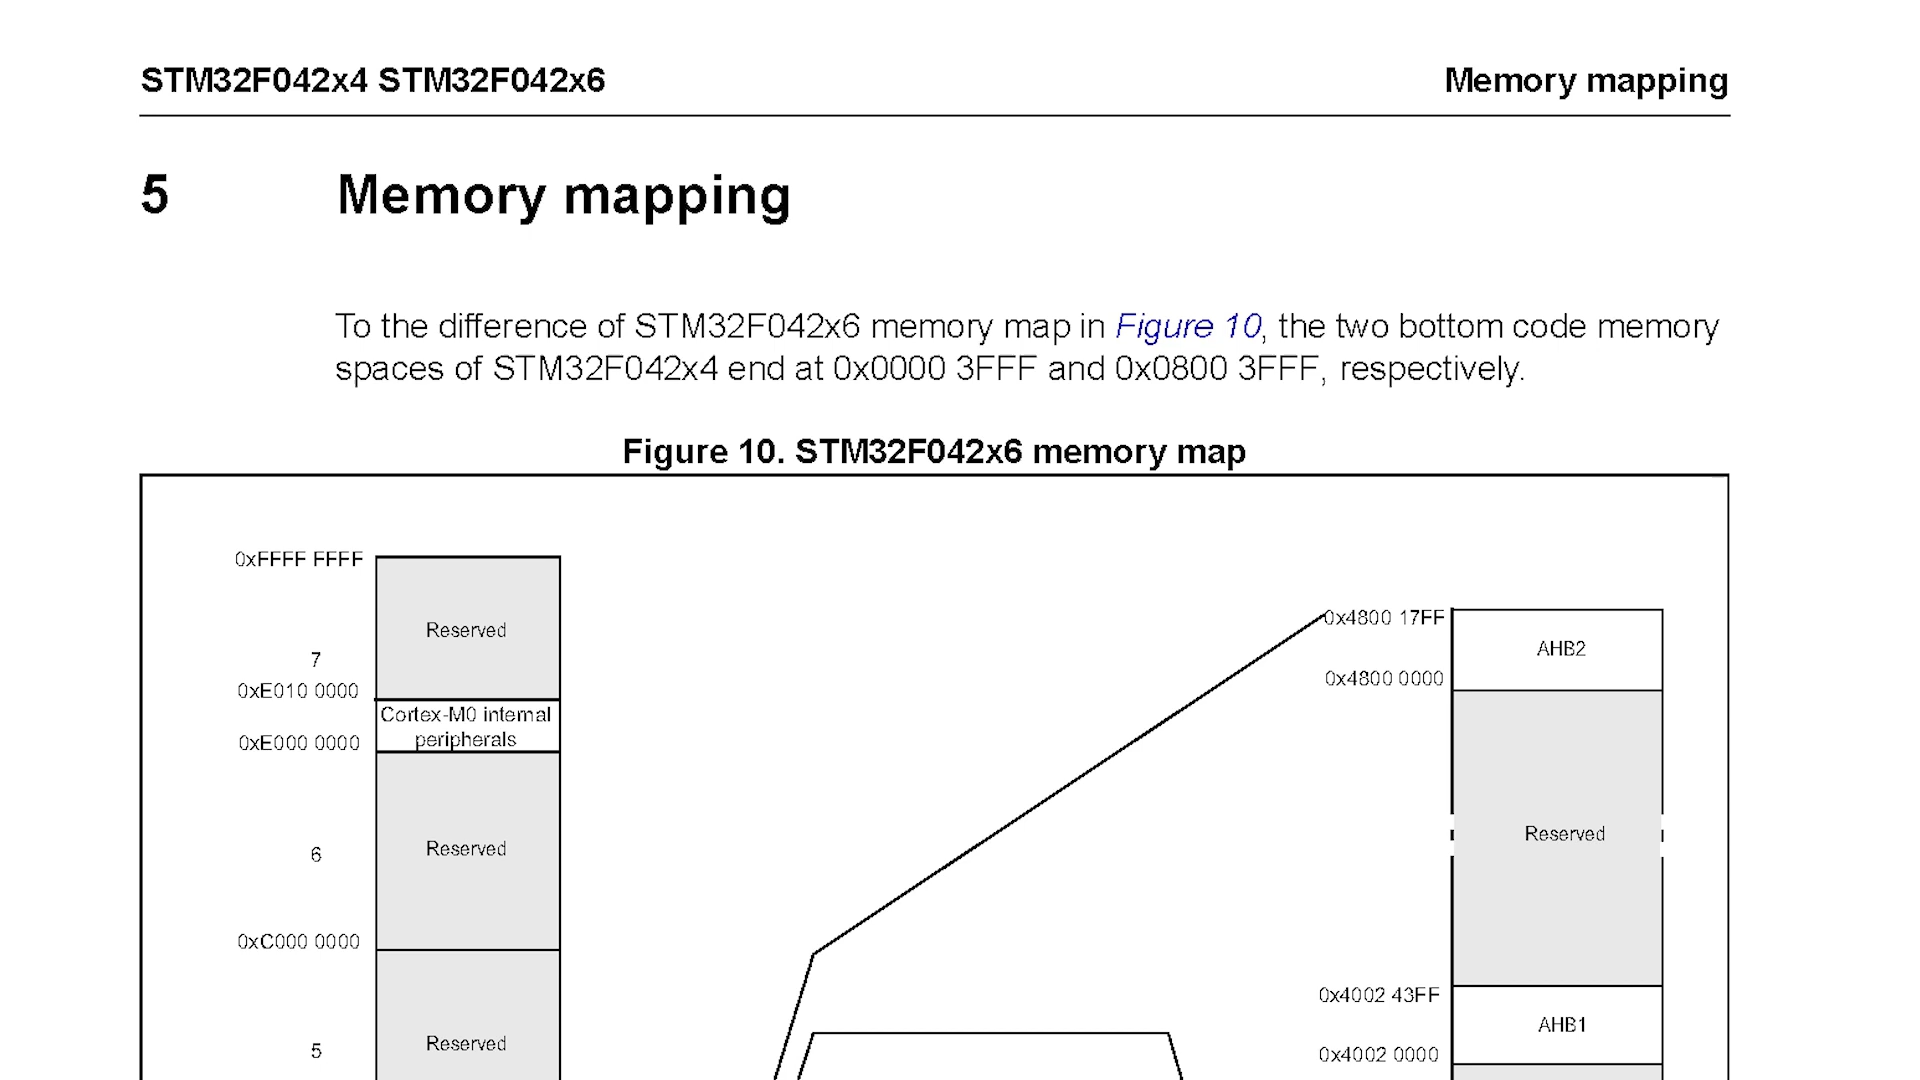 STM32F042x4 STM32F042x6
Memory mapping
5 Memory mapping
To the difference of STM32F042x6 memory map in Figure 10, the two bottom code memory
spaces of STM32F042x4 end at 0x0000 3FFF and 0x0800 3FFF, respectively.
Figure 10. STM32F042x6 memory map
0xFFFF FFFF
Reserved
7
0xE010 0000
Cortex-M0 internal
peripherals
0xE000 0000
6
Reserved
0xC000 0000
5
Reserved
0x4800 17FF
AHB2
0x4800 0000
Reserved
0x4002 43FF
AHB1
0x4002 0000